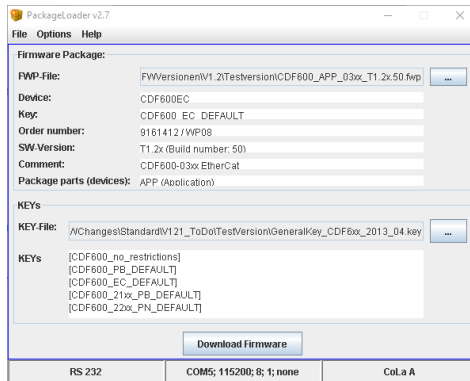 PackageLoader v2.7
File Options Help
Firmware Package:
FWP-File: FWVersionen\V1.2\Testversion\CDF600_APP_03xx_T1.2x.50.fwp ...
Device: CDF600EC
Key: CDF600_EC_DEFAULT
Order number: 9161412 / WP08
SW-Version: T1.2x (Build number: 50)
Comment: CDF600-03xx EtherCat
Package parts (devices): APP (Application)
KEYs
KEY-File: WChanges\Standard\V121_ToDo\TestVersion\GeneralKey_CDF6xx_2013_04.key ...
KEYs [CDF600_no_restrictions]
[CDF600_PB_DEFAULT]
[CDF600_EC_DEFAULT]
[CDF600_21xx_PB_DEFAULT]
[CDF600_22xx_PN_DEFAULT]
Download Firmware
RS 232 COM5; 115200; 8; 1; none CoLa A